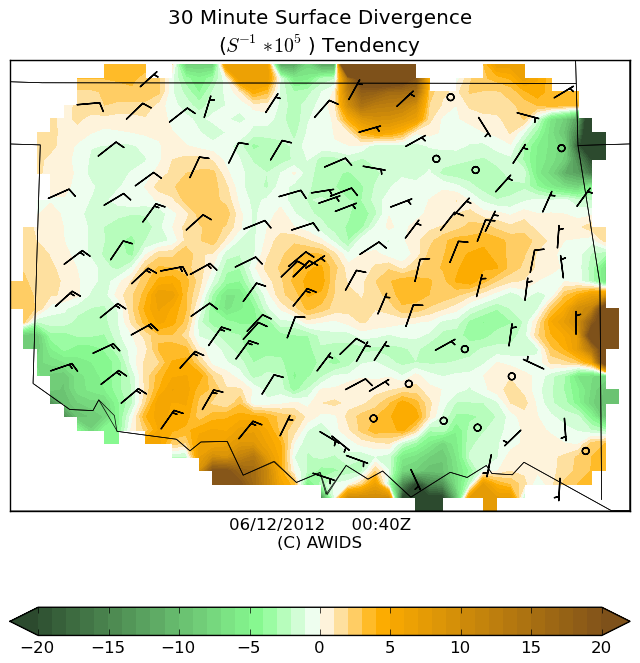 30 Minute Surface Divergence
(S⁻¹ ∗ 10⁵ ) Tendency
06/12/2012 00:40Z
(C) AWIDS
−20 −15 −10 −5 0 5 10 15 20